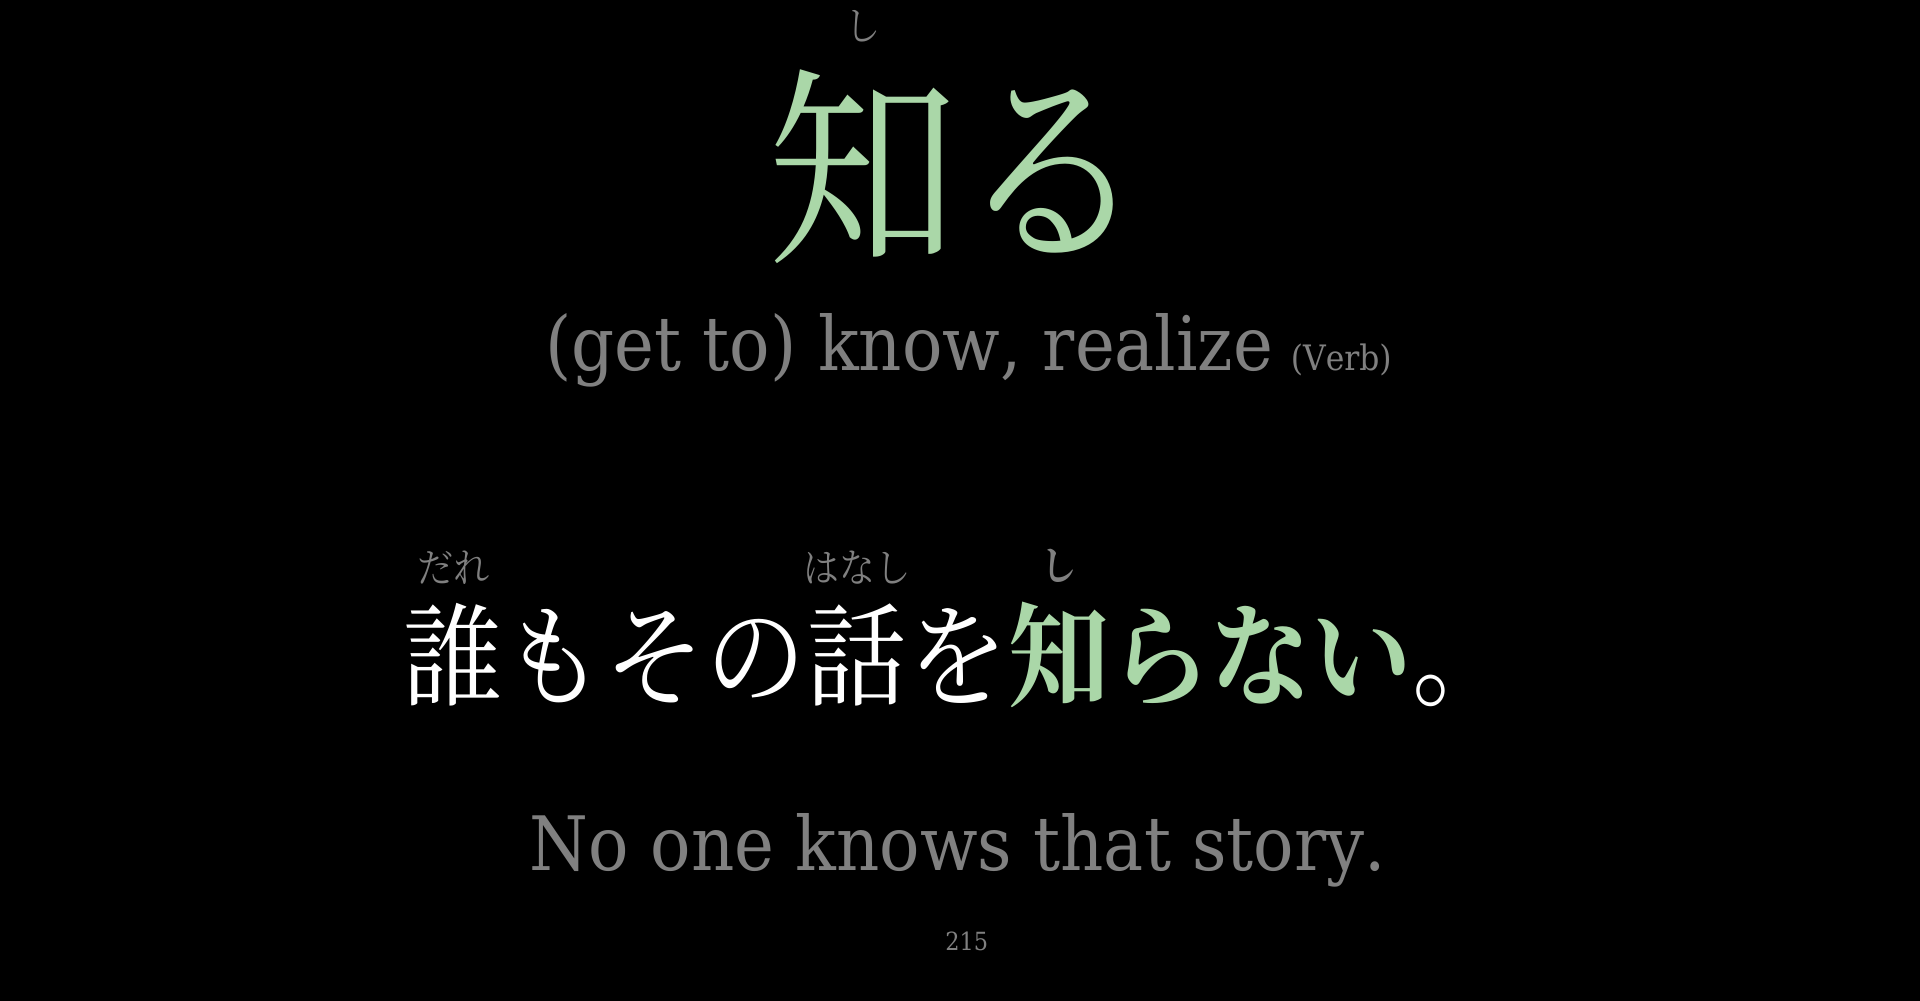 し
知る
(get to) know, realize (Verb)
だれ はなし し
誰もその話を知らない。
No one knows that story.
215